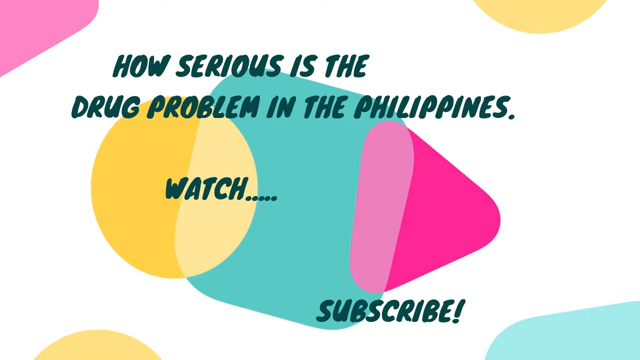 HOW SERIOUS IS THE
DRUG PROBLEM IN THE PHILIPPINES.
WATCH.....
SUBSCRIBE!